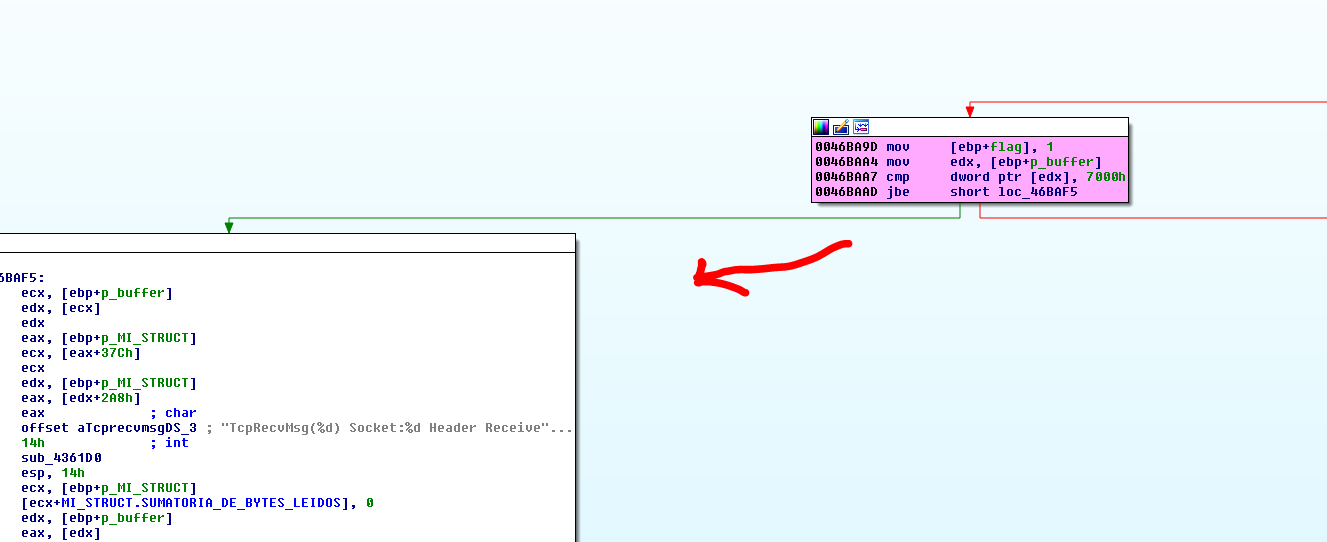 0046BA9D mov [ebp+flag], 1
0046BAA4 mov edx, [ebp+p_buffer]
0046BAA7 cmp dword ptr [edx], 7000h
0046BAAD jbe short loc_46BAF5
6BAF5:
ecx, [ebp+p_buffer]
edx, [ecx]
edx
eax, [ebp+p_MI_STRUCT]
ecx, [eax+37Ch]
ecx
edx, [ebp+p_MI_STRUCT]
eax, [edx+2A8h]
eax ; char
offset aTcprecvmsgDS_3 ; "TcpRecvMsg(%d) Socket:%d Header Receive"...
14h ; int
sub_4361D0
esp, 14h
ecx, [ebp+p_MI_STRUCT]
[ecx+MI_STRUCT.SUMATORIA_DE_BYTES_LEIDOS], 0
edx, [ebp+p_buffer]
eax, [edx]